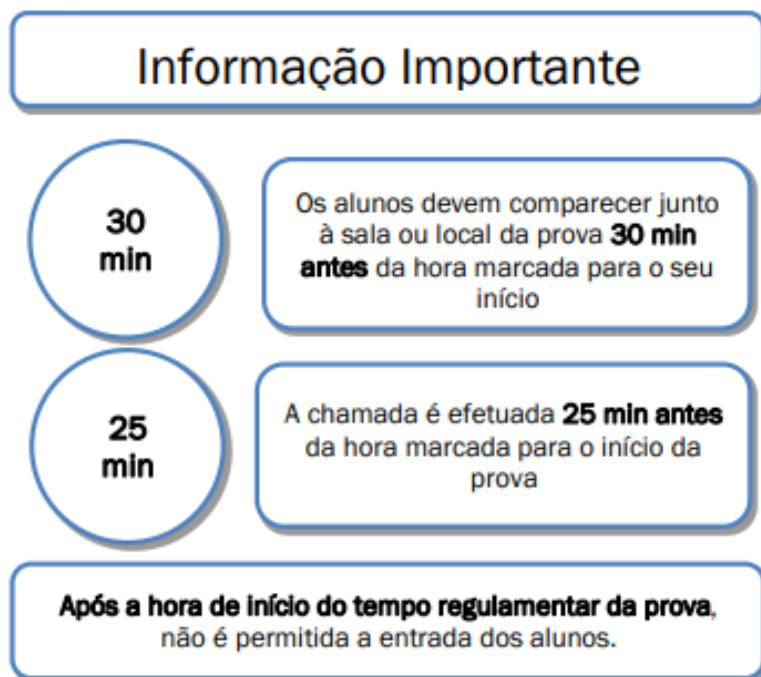 Informação Importante
30
min
Os alunos devem comparecer junto
à sala ou local da prova 30 min
antes da hora marcada para o seu
início
25
min
A chamada é efetuada 25 min antes
da hora marcada para o início da
prova
Após a hora de início do tempo regulamentar da prova,
não é permitida a entrada dos alunos.